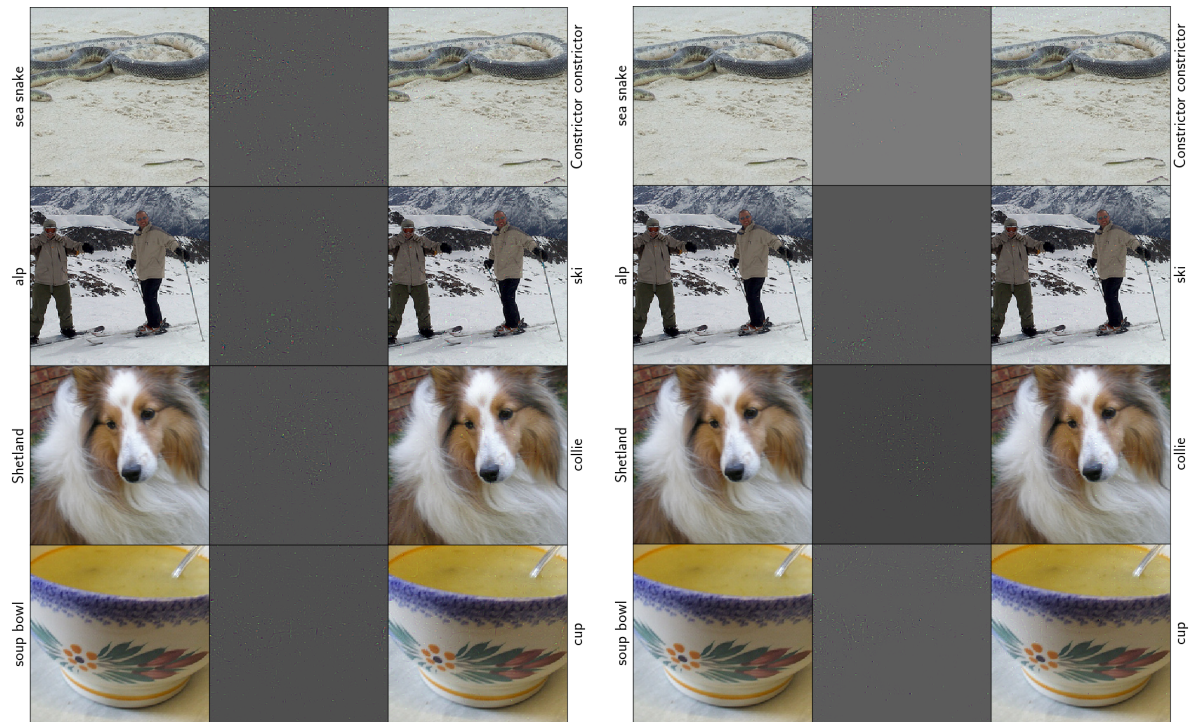 sea snake
Constrictor constrictor
sea snake
Constrictor constrictor
alp
ski
alp
ski
Shetland
collie
Shetland
collie
soup bowl
cup
soup bowl
cup